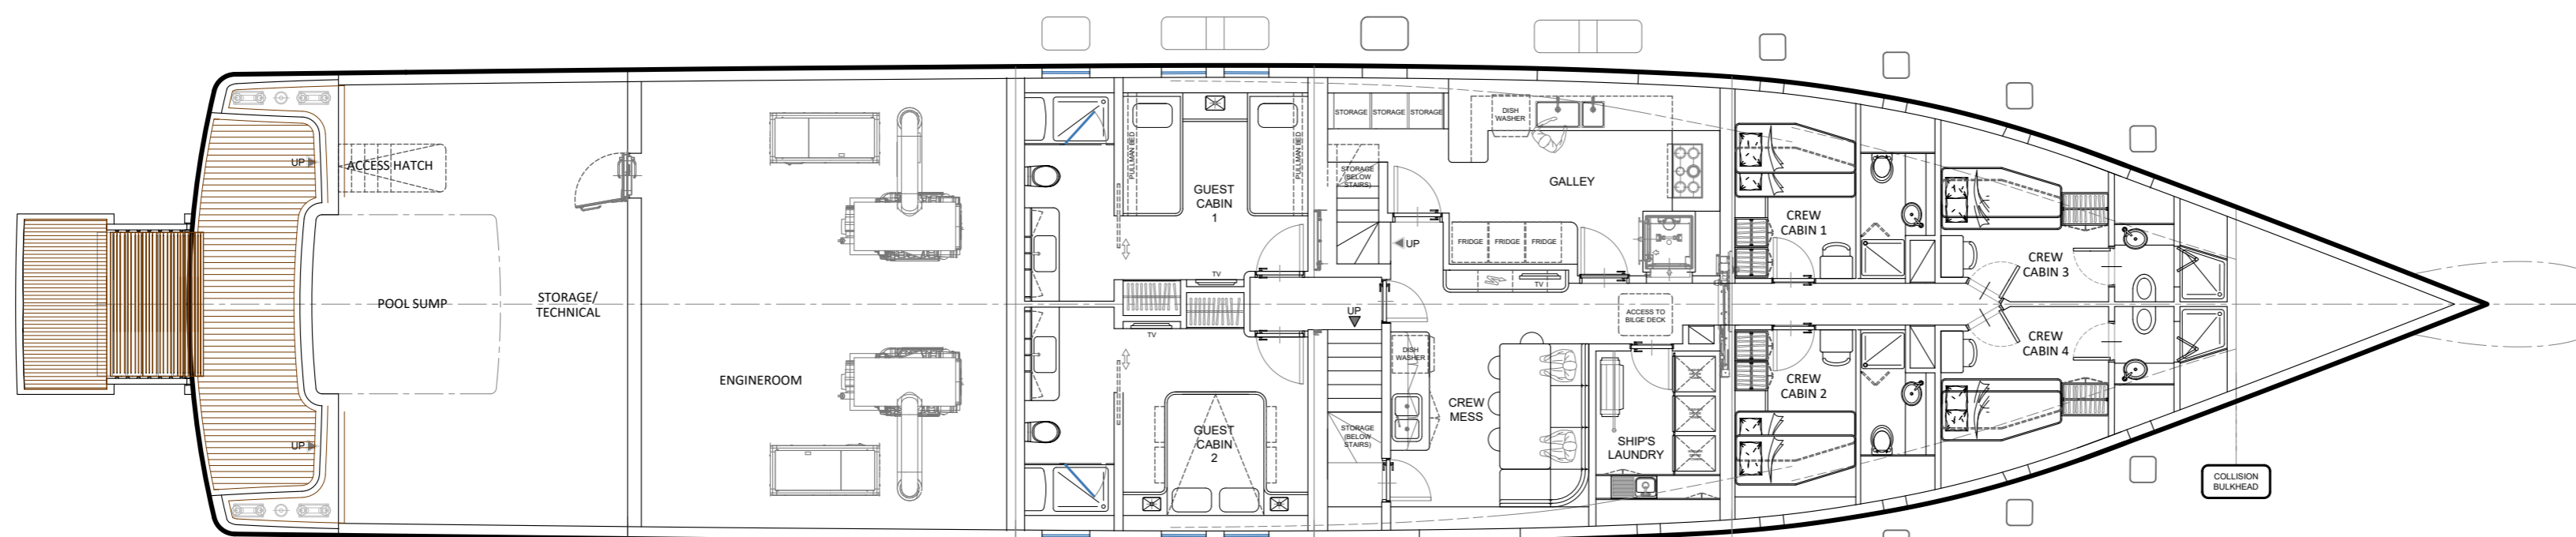 UP
ACCESS HATCH
POOL SUMP
STORAGE/
TECHNICAL
UP
ENGINEROOM
PULLMAN BED
GUEST
CABIN
1
PULLMAN BED
TV
TV
GUEST
CABIN
2
STORAGE
STORAGE
STORAGE
STORAGE
(BELOW
STAIRS)
UP
UP
STORAGE
(BELOW
STAIRS)
DISH
WASHER
GALLEY
FRIDGE
FRIDGE
FRIDGE
TV
ACCESS TO
BILGE DECK
DISH
WASHER
CREW
MESS
SHIP'S
LAUNDRY
CREW
CABIN 1
CREW
CABIN 2
CREW
CABIN 3
CREW
CABIN 4
COLLISION
BULKHEAD